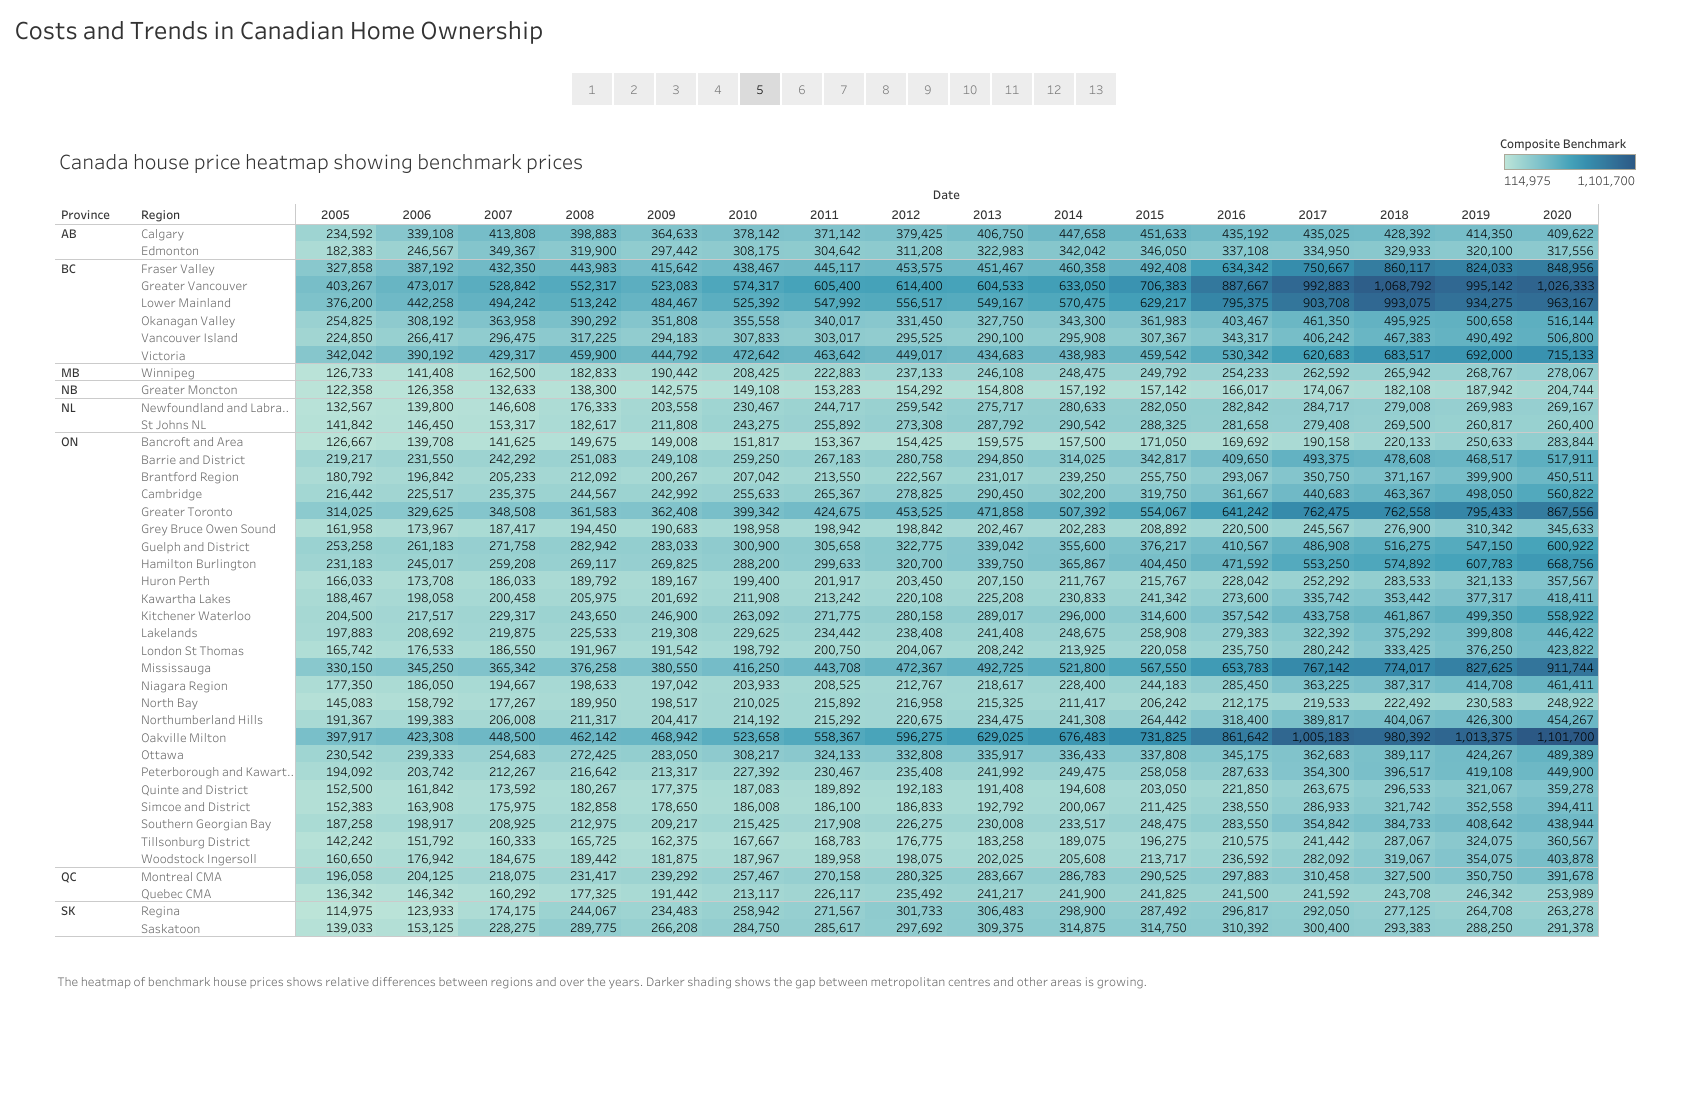 Costs and Trends in Canadian Home Ownership
1 2 3 4 5 6 7 8 9 10 11 12 13
Composite Benchmark
114,975 1,101,700
Canada house price heatmap showing benchmark prices
Date
Province Region 2005 2006 2007 2008 2009 2010 2011 2012 2013 2014 2015 2016 2017 2018 2019 2020
AB Calgary 234,592 339,108 413,808 398,883 364,633 378,142 371,142 379,425 406,750 447,658 451,633 435,192 435,025 428,392 414,350 409,622
Edmonton 182,383 246,567 349,367 319,900 297,442 308,175 304,642 311,208 322,983 342,042 346,050 337,108 334,950 329,933 320,100 317,556
BC Fraser Valley 327,858 387,192 432,350 443,983 415,642 438,467 445,117 453,575 451,467 460,358 492,408 634,342 750,667 860,117 824,033 848,956
Greater Vancouver 403,267 473,017 528,842 552,317 523,083 574,317 605,400 614,400 604,533 633,050 706,383 887,667 992,883 1,068,792 995,142 1,026,333
Lower Mainland 376,200 442,258 494,242 513,242 484,467 525,392 547,992 556,517 549,167 570,475 629,217 795,375 903,708 993,075 934,275 963,167
Okanagan Valley 254,825 308,192 363,958 390,292 351,808 355,558 340,017 331,450 327,750 343,300 361,983 403,467 461,350 495,925 500,658 516,144
Vancouver Island 224,850 266,417 296,475 317,225 294,183 307,833 303,017 295,525 290,100 295,908 307,367 343,317 406,242 467,383 490,492 506,800
Victoria 342,042 390,192 429,317 459,900 444,792 472,642 463,642 449,017 434,683 438,983 459,542 530,342 620,683 683,517 692,000 715,133
MB Winnipeg 126,733 141,408 162,500 182,833 190,442 208,425 222,883 237,133 246,108 248,475 249,792 254,233 262,592 265,942 268,767 278,067
NB Greater Moncton 122,358 126,358 132,633 138,300 142,575 149,108 153,283 154,292 154,808 157,192 157,142 166,017 174,067 182,108 187,942 204,744
NL Newfoundland and Labra.. 132,567 139,800 146,608 176,333 203,558 230,467 244,717 259,542 275,717 280,633 282,050 282,842 284,717 279,008 269,983 269,167
St Johns NL 141,842 146,450 153,317 182,617 211,808 243,275 255,892 273,308 287,792 290,542 288,325 281,658 279,408 269,500 260,817 260,400
ON Bancroft and Area 126,667 139,708 141,625 149,675 149,008 151,817 153,367 154,425 159,575 157,500 171,050 169,692 190,158 220,133 250,633 283,844
Barrie and District 219,217 231,550 242,292 251,083 249,108 259,250 267,183 280,758 294,850 314,025 342,817 409,650 493,375 478,608 468,517 517,911
Brantford Region 180,792 196,842 205,233 212,092 200,267 207,042 213,550 222,567 231,017 239,250 255,750 293,067 350,750 371,167 399,900 450,511
Cambridge 216,442 225,517 235,375 244,567 242,992 255,633 265,367 278,825 290,450 302,200 319,750 361,667 440,683 463,367 498,050 560,822
Greater Toronto 314,025 329,625 348,508 361,583 362,408 399,342 424,675 453,525 471,858 507,392 554,067 641,242 762,475 762,558 795,433 867,556
Grey Bruce Owen Sound 161,958 173,967 187,417 194,450 190,683 198,958 198,942 198,842 202,467 202,283 208,892 220,500 245,567 276,900 310,342 345,633
Guelph and District 253,258 261,183 271,758 282,942 283,033 300,900 305,658 322,775 339,042 355,600 376,217 410,567 486,908 516,275 547,150 600,922
Hamilton Burlington 231,183 245,017 259,208 269,117 269,825 288,200 299,633 320,700 339,750 365,867 404,450 471,592 553,250 574,892 607,783 668,756
Huron Perth 166,033 173,708 186,033 189,792 189,167 199,400 201,917 203,450 207,150 211,767 215,767 228,042 252,292 283,533 321,133 357,567
Kawartha Lakes 188,467 198,058 200,458 205,975 201,692 211,908 213,242 220,108 225,208 230,833 241,342 273,600 335,742 353,442 377,317 418,411
Kitchener Waterloo 204,500 217,517 229,317 243,650 246,900 263,092 271,775 280,158 289,017 296,000 314,600 357,542 433,758 461,867 499,350 558,922
Lakelands 197,883 208,692 219,875 225,533 219,308 229,625 234,442 238,408 241,408 248,675 258,908 279,383 322,392 375,292 399,808 446,422
London St Thomas 165,742 176,533 186,550 191,967 191,542 198,792 200,750 204,067 208,242 213,925 220,058 235,750 280,242 333,425 376,250 423,822
Mississauga 330,150 345,250 365,342 376,258 380,550 416,250 443,708 472,367 492,725 521,800 567,550 653,783 767,142 774,017 827,625 911,744
Niagara Region 177,350 186,050 194,667 198,633 197,042 203,933 208,525 212,767 218,617 228,400 244,183 285,450 363,225 387,317 414,708 461,411
North Bay 145,083 158,792 177,267 189,950 198,517 210,025 215,892 216,958 215,325 211,417 206,242 212,175 219,533 222,492 230,583 248,922
Northumberland Hills 191,367 199,383 206,008 211,317 204,417 214,192 215,292 220,675 234,475 241,308 264,442 318,400 389,817 404,067 426,300 454,267
Oakville Milton 397,917 423,308 448,500 462,142 468,942 523,658 558,367 596,275 629,025 676,483 731,825 861,642 1,005,183 980,392 1,013,375 1,101,700
Ottawa 230,542 239,333 254,683 272,425 283,050 308,217 324,133 332,808 335,917 336,433 337,808 345,175 362,683 389,117 424,267 489,389
Peterborough and Kawart.. 194,092 203,742 212,267 216,642 213,317 227,392 230,467 235,408 241,992 249,475 258,058 287,633 354,300 396,517 419,108 449,900
Quinte and District 152,500 161,842 173,592 180,267 177,375 187,083 189,892 192,183 191,408 194,608 203,050 221,850 263,675 296,533 321,067 359,278
Simcoe and District 152,383 163,908 175,975 182,858 178,650 186,008 186,100 186,833 192,792 200,067 211,425 238,550 286,933 321,742 352,558 394,411
Southern Georgian Bay 187,258 198,917 208,925 212,975 209,217 215,425 217,908 226,275 230,008 233,517 248,475 283,550 354,842 384,733 408,642 438,944
Tillsonburg District 142,242 151,792 160,333 165,725 162,375 167,667 168,783 176,775 183,258 189,075 196,275 210,575 241,442 287,067 324,075 360,567
Woodstock Ingersoll 160,650 176,942 184,675 189,442 181,875 187,967 189,958 198,075 202,025 205,608 213,717 236,592 282,092 319,067 354,075 403,878
QC Montreal CMA 196,058 204,125 218,075 231,417 239,292 257,467 270,158 280,325 283,667 286,783 290,525 297,883 310,458 327,500 350,750 391,678
Quebec CMA 136,342 146,342 160,292 177,325 191,442 213,117 226,117 235,492 241,217 241,900 241,825 241,500 241,592 243,708 246,342 253,989
SK Regina 114,975 123,933 174,175 244,067 234,483 258,942 271,567 301,733 306,483 298,900 287,492 296,817 292,050 277,125 264,708 263,278
Saskatoon 139,033 153,125 228,275 289,775 266,208 284,750 285,617 297,692 309,375 314,875 314,750 310,392 300,400 293,383 288,250 291,378
The heatmap of benchmark house prices shows relative differences between regions and over the years. Darker shading shows the gap between metropolitan centres and other areas is growing.